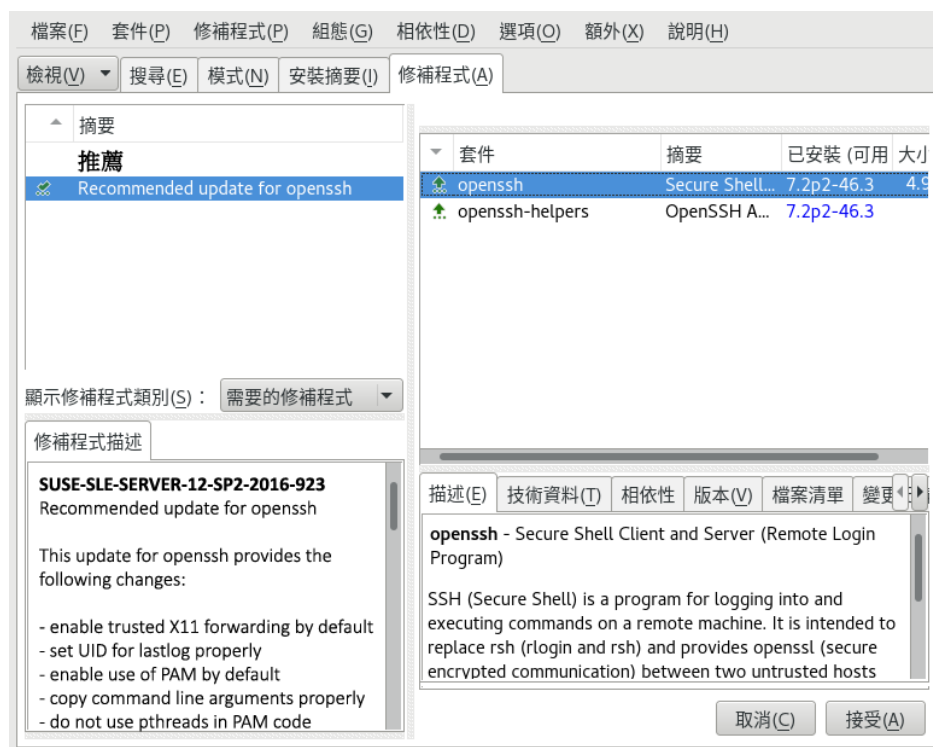 檔案(F) 套件(P) 修補程式(P) 組態(G) 相依性(D) 選項(O) 額外(X) 說明(H)
檢視(V) 搜尋(E) 模式(N) 安裝摘要(I) 修補程式(A)
摘要
推薦
Recommended update for openssh
顯示修補程式類別(S)： 需要的修補程式
修補程式描述
SUSE-SLE-SERVER-12-SP2-2016-923
Recommended update for openssh
This update for openssh provides the
following changes:
- enable trusted X11 forwarding by default
- set UID for lastlog properly
- enable use of PAM by default
- copy command line arguments properly
- do not use pthreads in PAM code
套件 摘要 已安裝 (可用 大小
openssh Secure Shell... 7.2p2-46.3 4.9
openssh-helpers OpenSSH A... 7.2p2-46.3
描述(E) 技術資料(T) 相依性 版本(V) 檔案清單 變更
openssh - Secure Shell Client and Server (Remote Login
Program)
SSH (Secure Shell) is a program for logging into and
executing commands on a remote machine. It is intended to
replace rsh (rlogin and rsh) and provides openssl (secure
encrypted communication) between two untrusted hosts
取消(C) 接受(A)